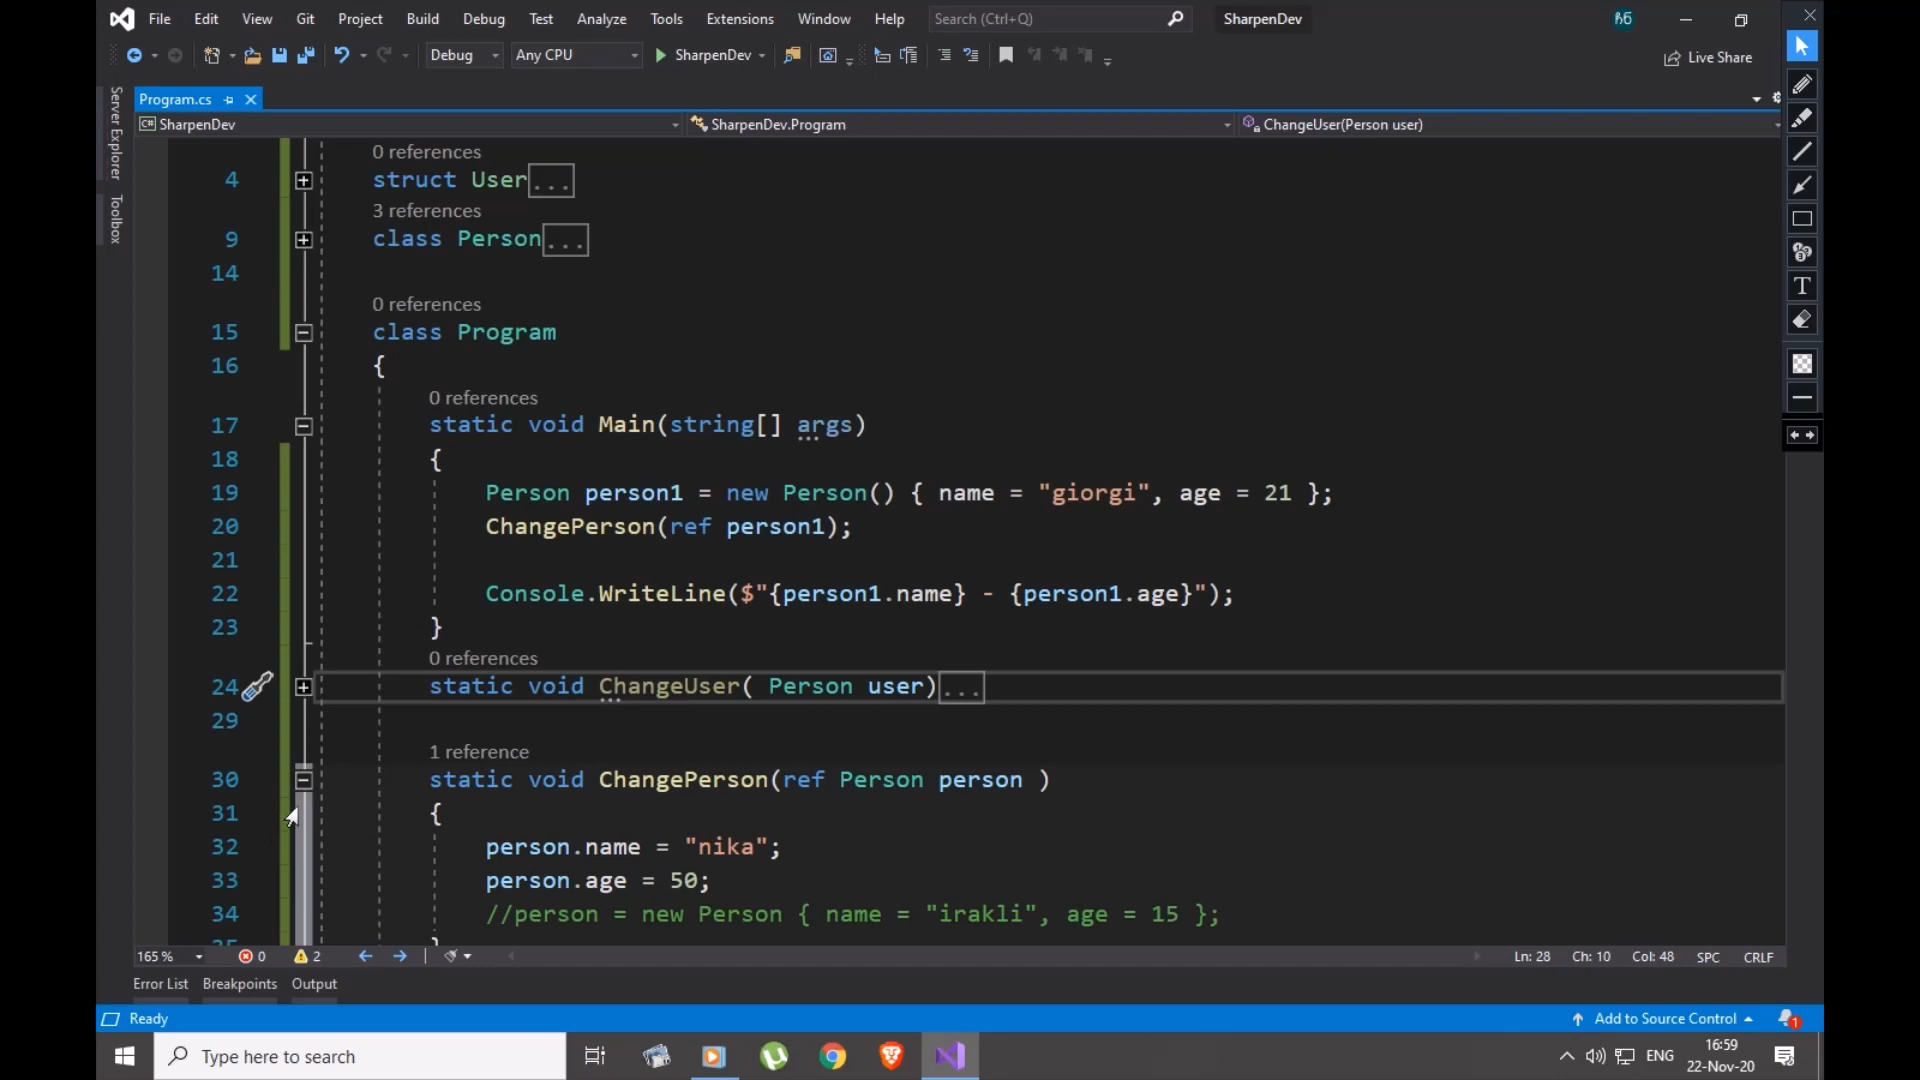 File Edit View Git Project Build Debug Test Analyze Tools Extensions Window Help Search (Ctrl+Q) SharpenDev
Debug Any CPU SharpenDev Live Share
Server Explorer
Toolbox
Program.cs
C# SharpenDev SharpenDev.Program ChangeUser(Person user)
0 references
4 struct User...
3 references
9 class Person...
14
0 references
15 class Program
16 {
0 references
17 static void Main(string[] args)
18 {
19 Person person1 = new Person() { name = "giorgi", age = 21 };
20 ChangePerson(ref person1);
21
22 Console.WriteLine($"{person1.name} - {person1.age}");
23 }
0 references
24 static void ChangeUser( Person user)...
29
1 reference
30 static void ChangePerson(ref Person person )
31 {
32 person.name = "nika";
33 person.age = 50;
34 //person = new Person { name = "irakli", age = 15 };
35 }
165 % 0 2 Ln: 28 Ch: 10 Col: 48 SPC CRLF
Error List Breakpoints Output
Ready Add to Source Control 1
Type here to search ENG 16:59
22-Nov-20